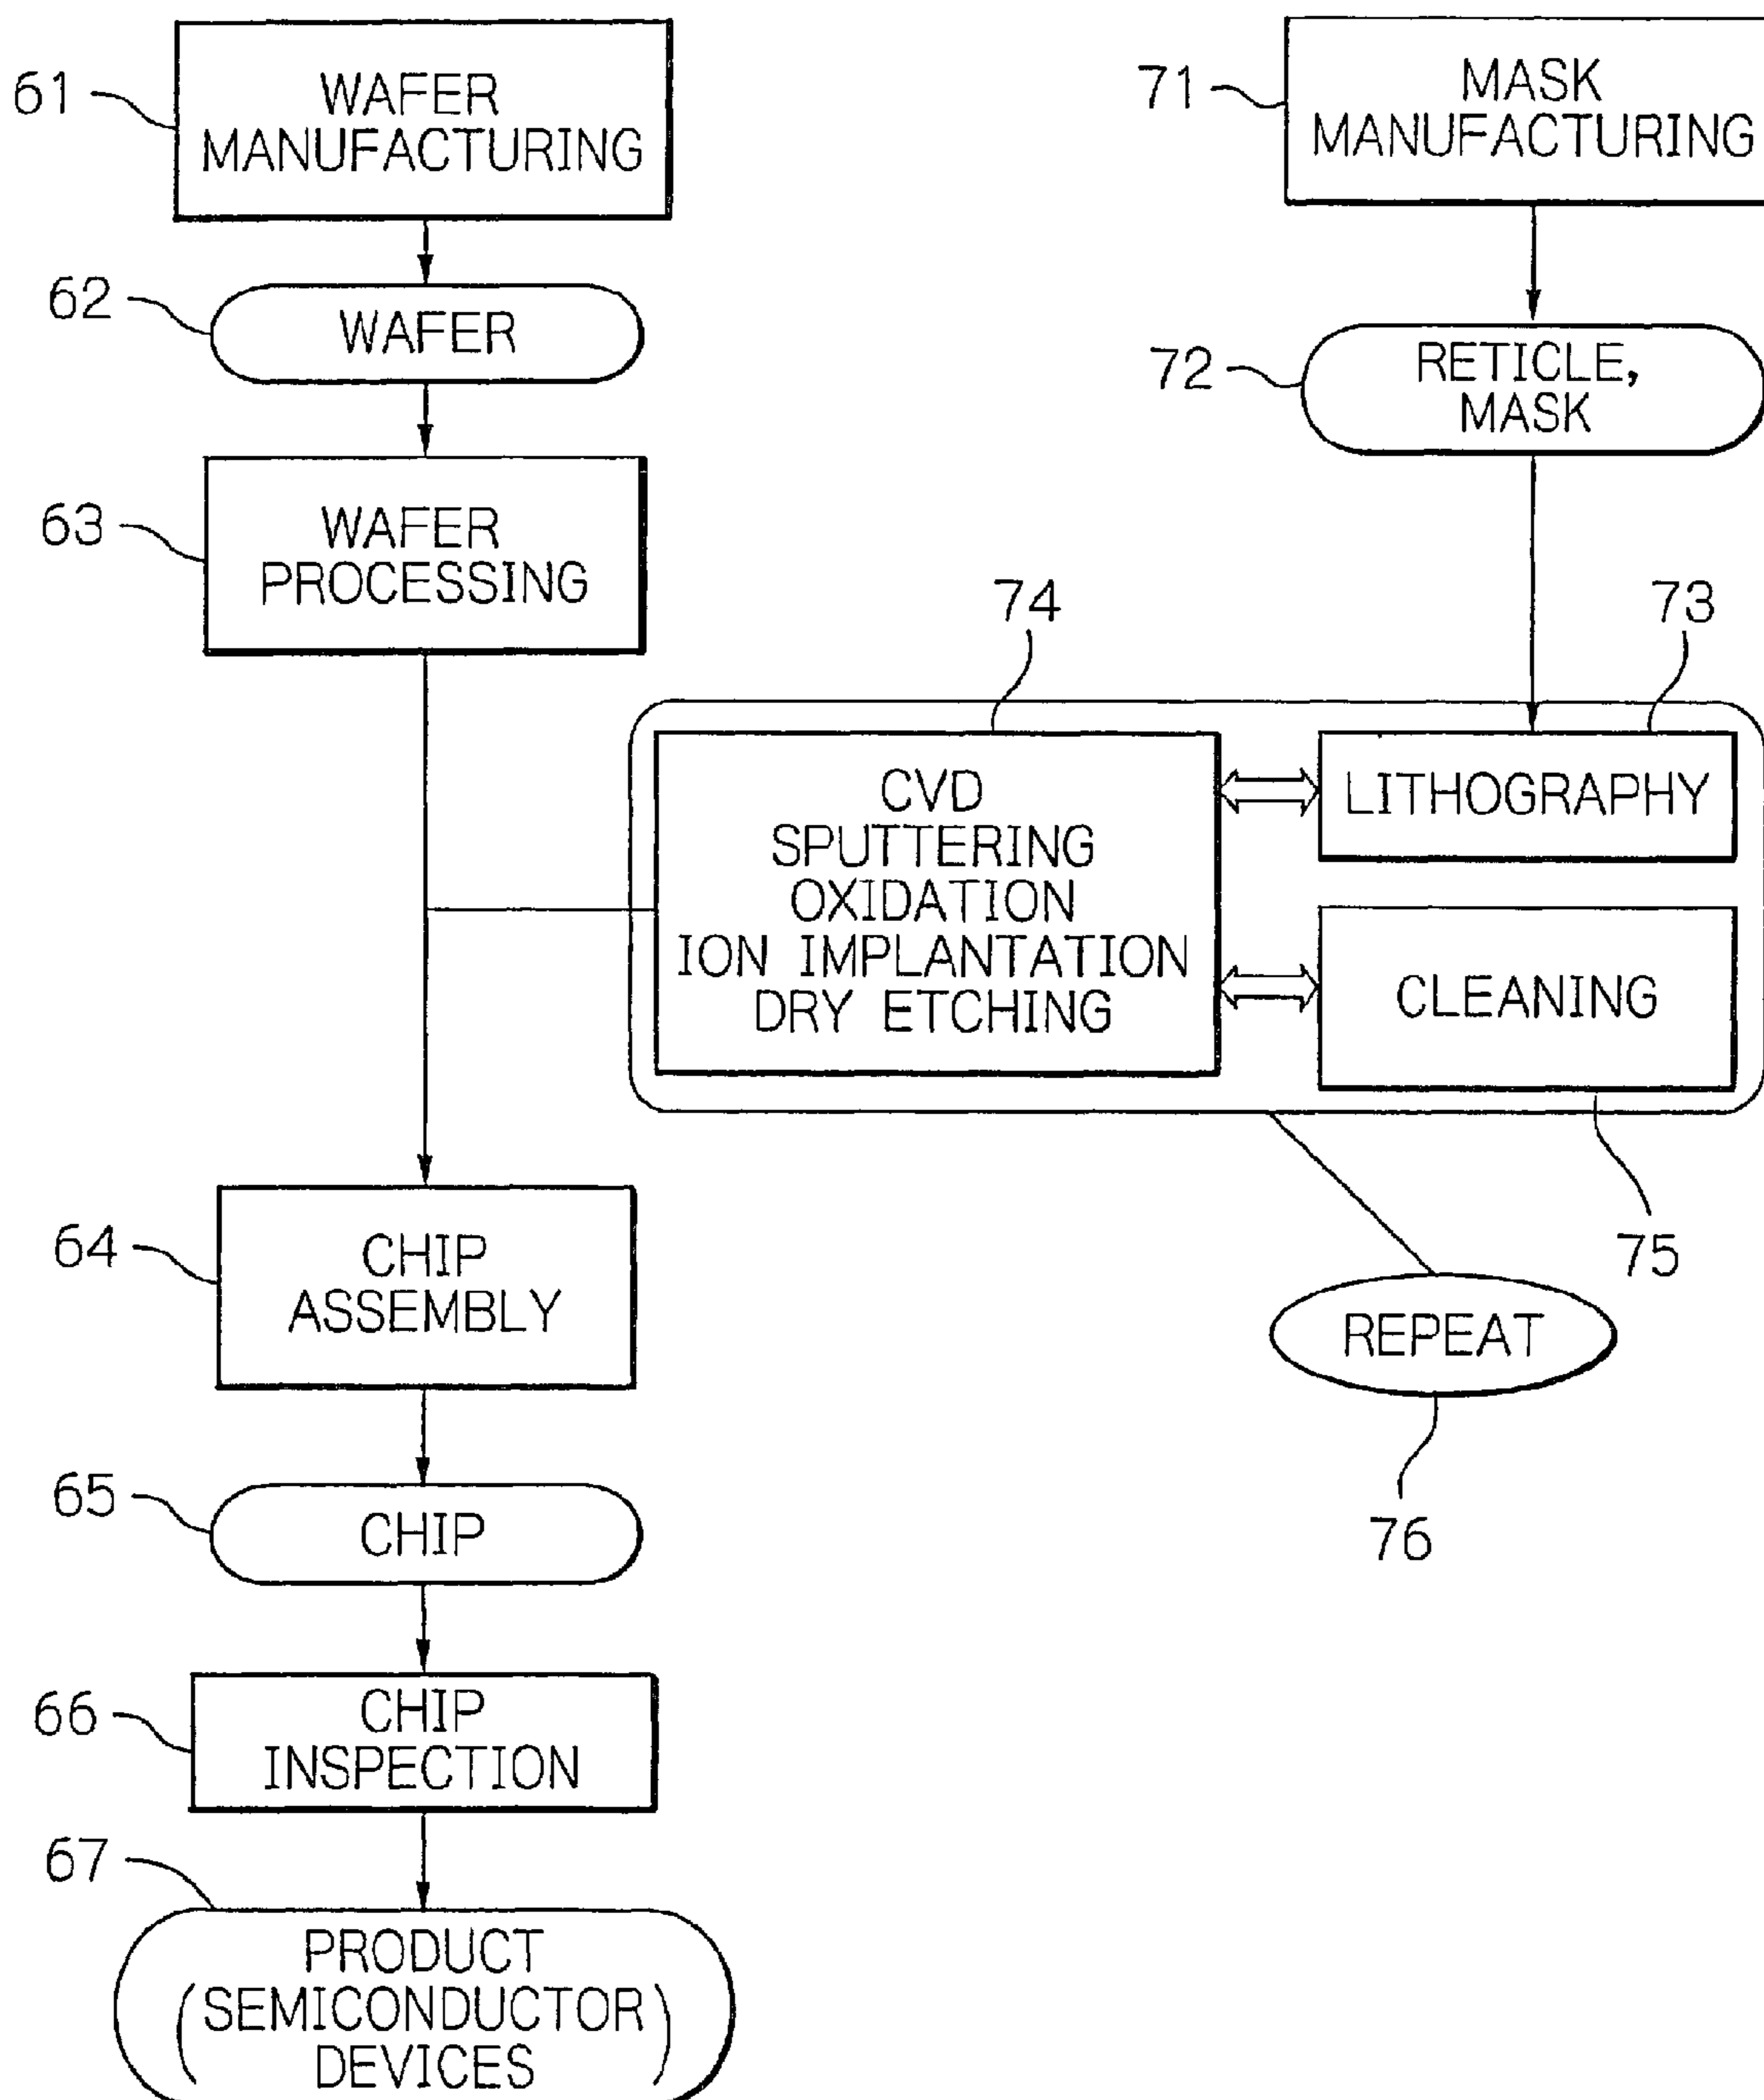 61
WAFER
MANUFACTURING
62
WAFER
63
WAFER
PROCESSING
71
MASK
MANUFACTURING
72
RETICLE,
MASK
74
73
CVD
SPUTTERING
OXIDATION
ION IMPLANTATION
DRY ETCHING
LITHOGRAPHY
CLEANING
75
REPEAT
76
64
CHIP
ASSEMBLY
65
CHIP
66
CHIP
INSPECTION
67
PRODUCT
(SEMICONDUCTOR)
DEVICES